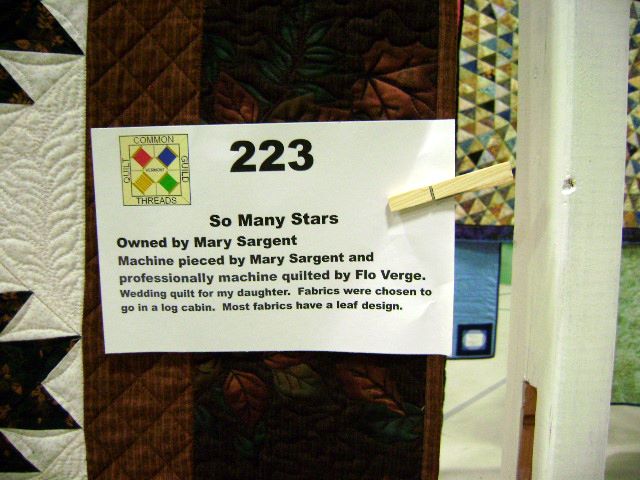 COMMON
QUILT
VERMONT
GUILD
THREADS
223
So Many Stars
Owned by Mary Sargent
Machine pieced by Mary Sargent and
professionally machine quilted by Flo Verge.
Wedding quilt for my daughter. Fabrics were chosen to
go in a log cabin. Most fabrics have a leaf design.